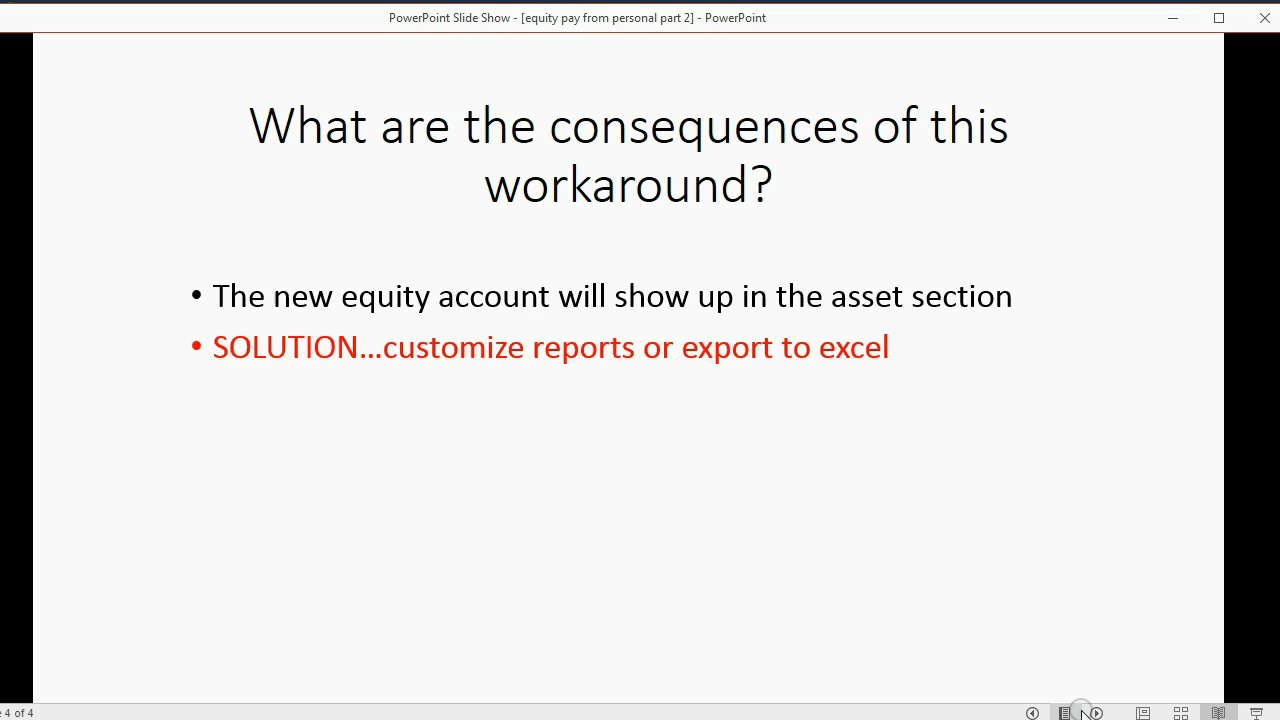 PowerPoint Slide Show - [equity pay from personal part 2] - PowerPoint
What are the consequences of this
workaround?
• The new equity account will show up in the asset section
• SOLUTION...customize reports or export to excel
4 of 4